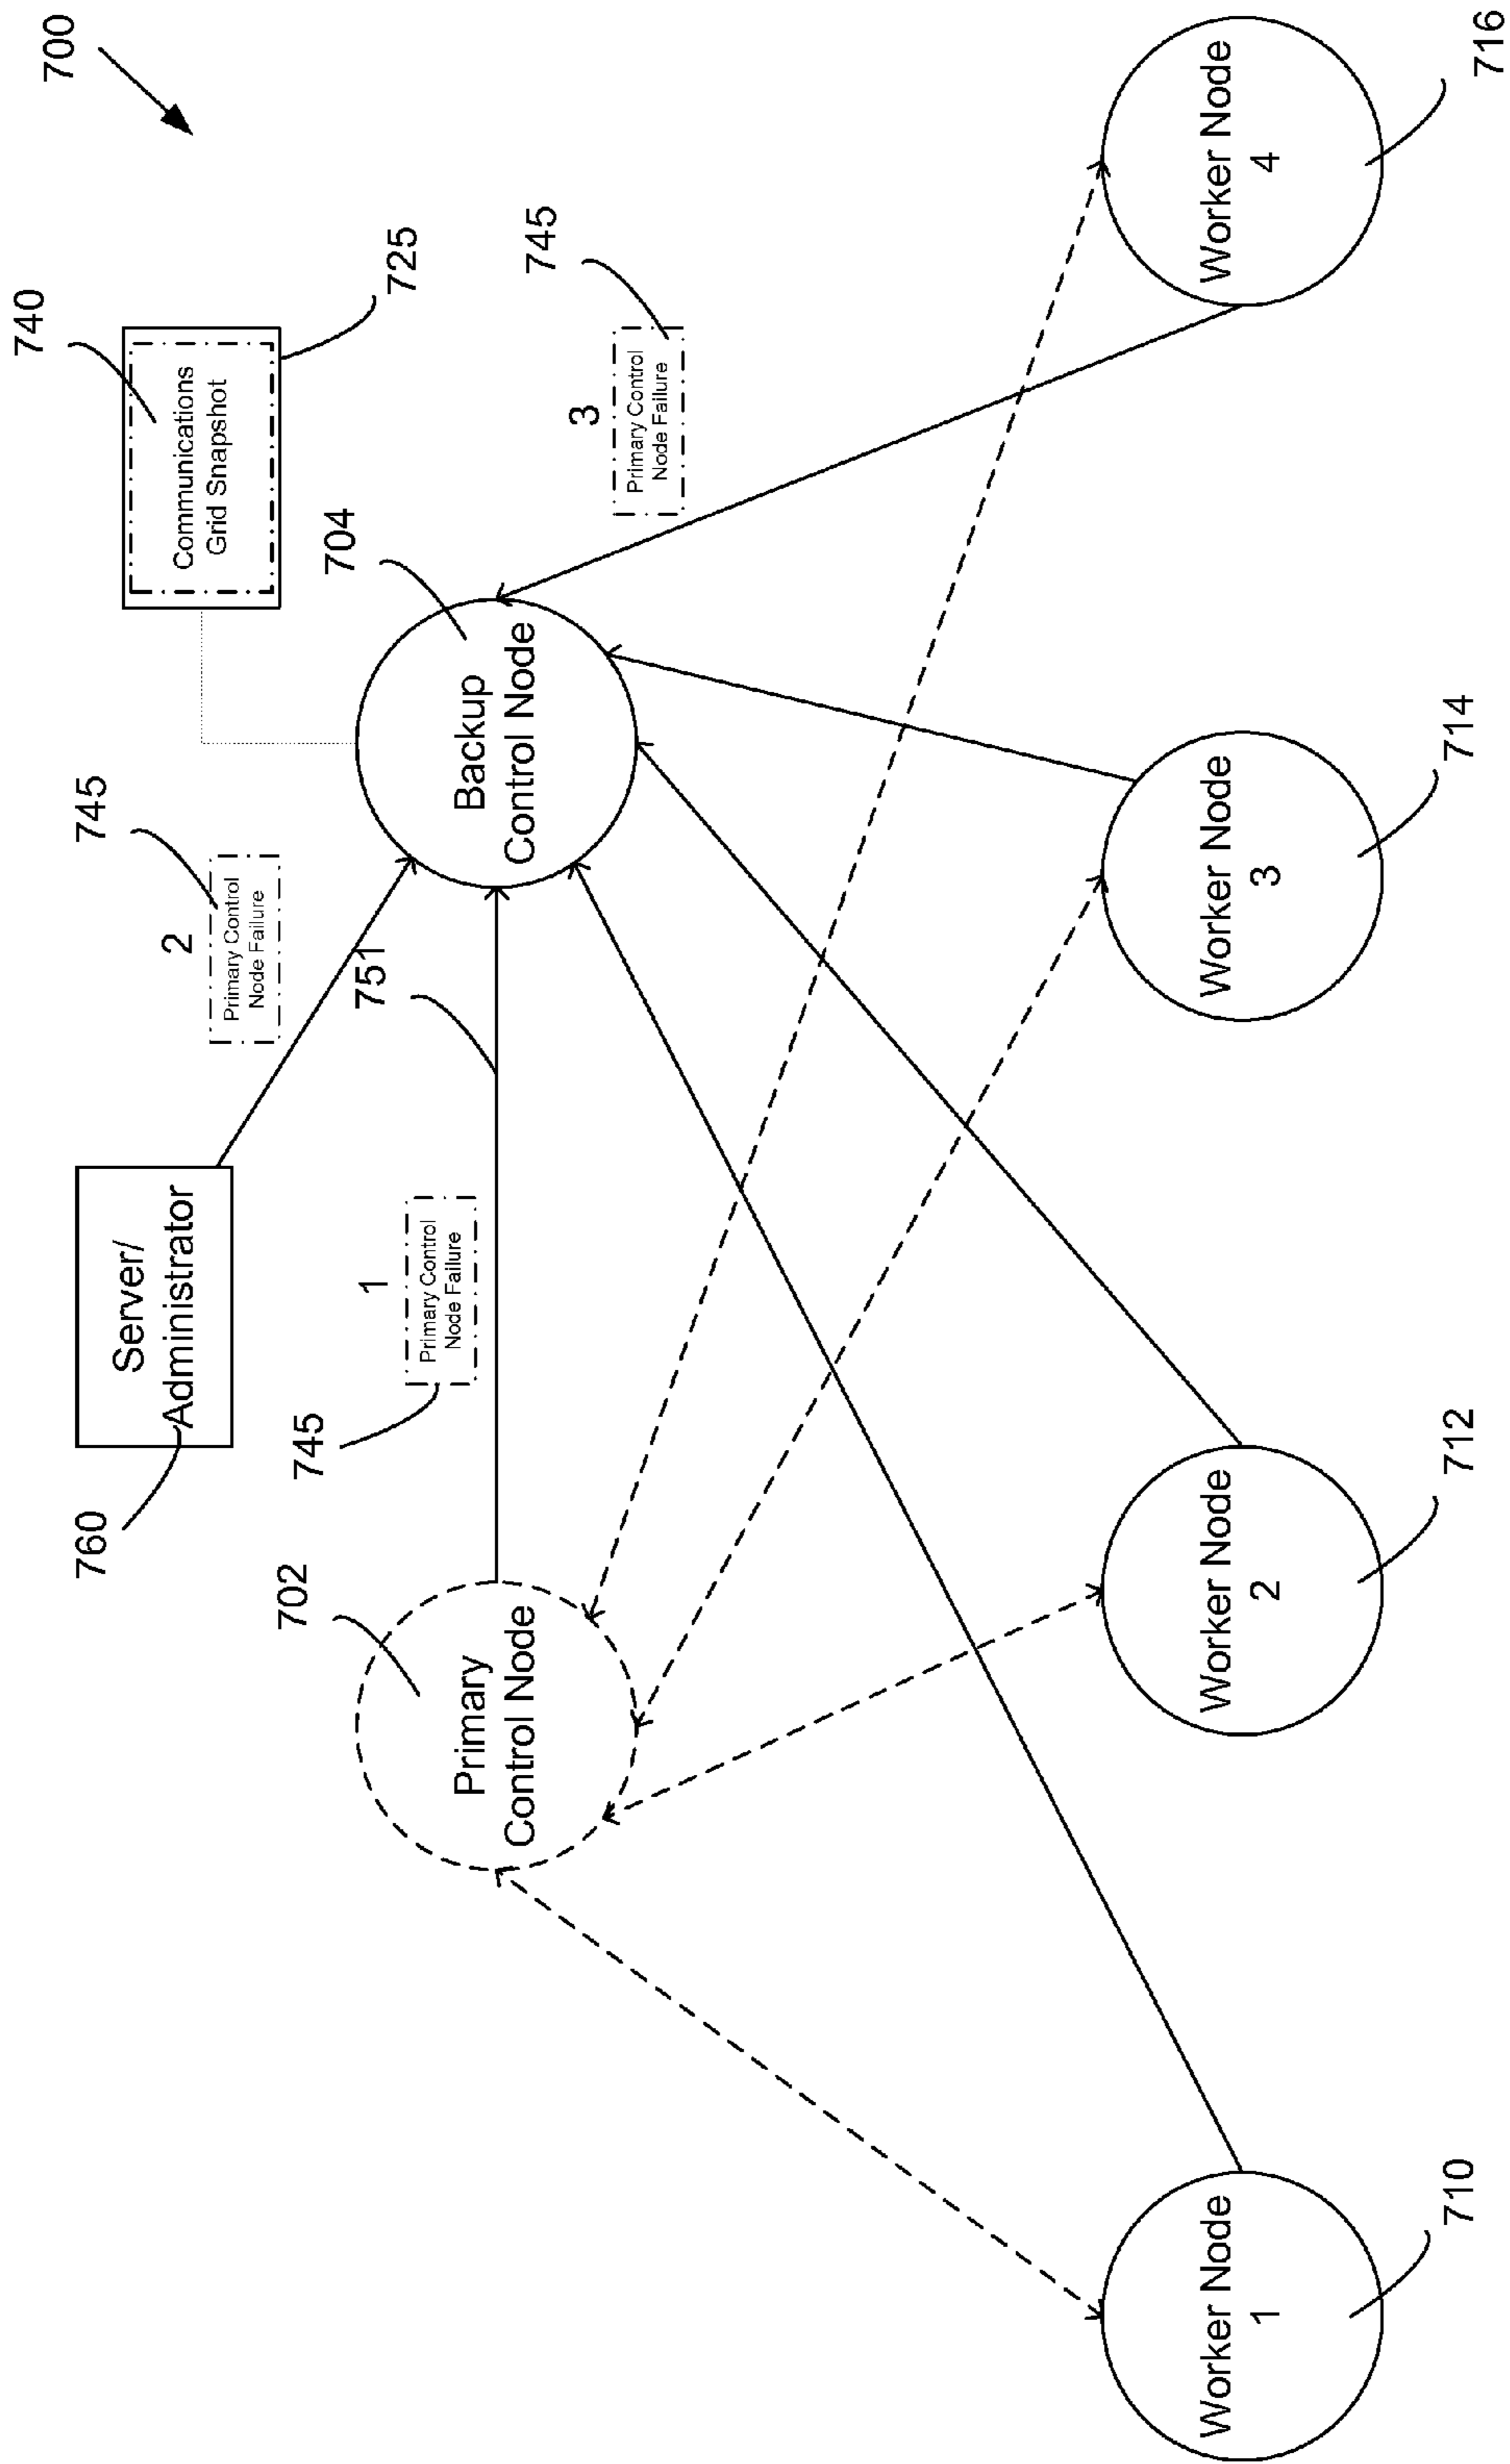 700
740
Communications
Grid Snapshot
725
745
2
Primary Control
Node Failure
Server/
Administrator
760
704
Backup
Control Node
745
3
Primary Control
Node Failure
751
1
Primary Control
Node Failure
745
702
Primary
Control Node
Worker Node
1
710
Worker Node
2
712
Worker Node
3
714
Worker Node
4
716